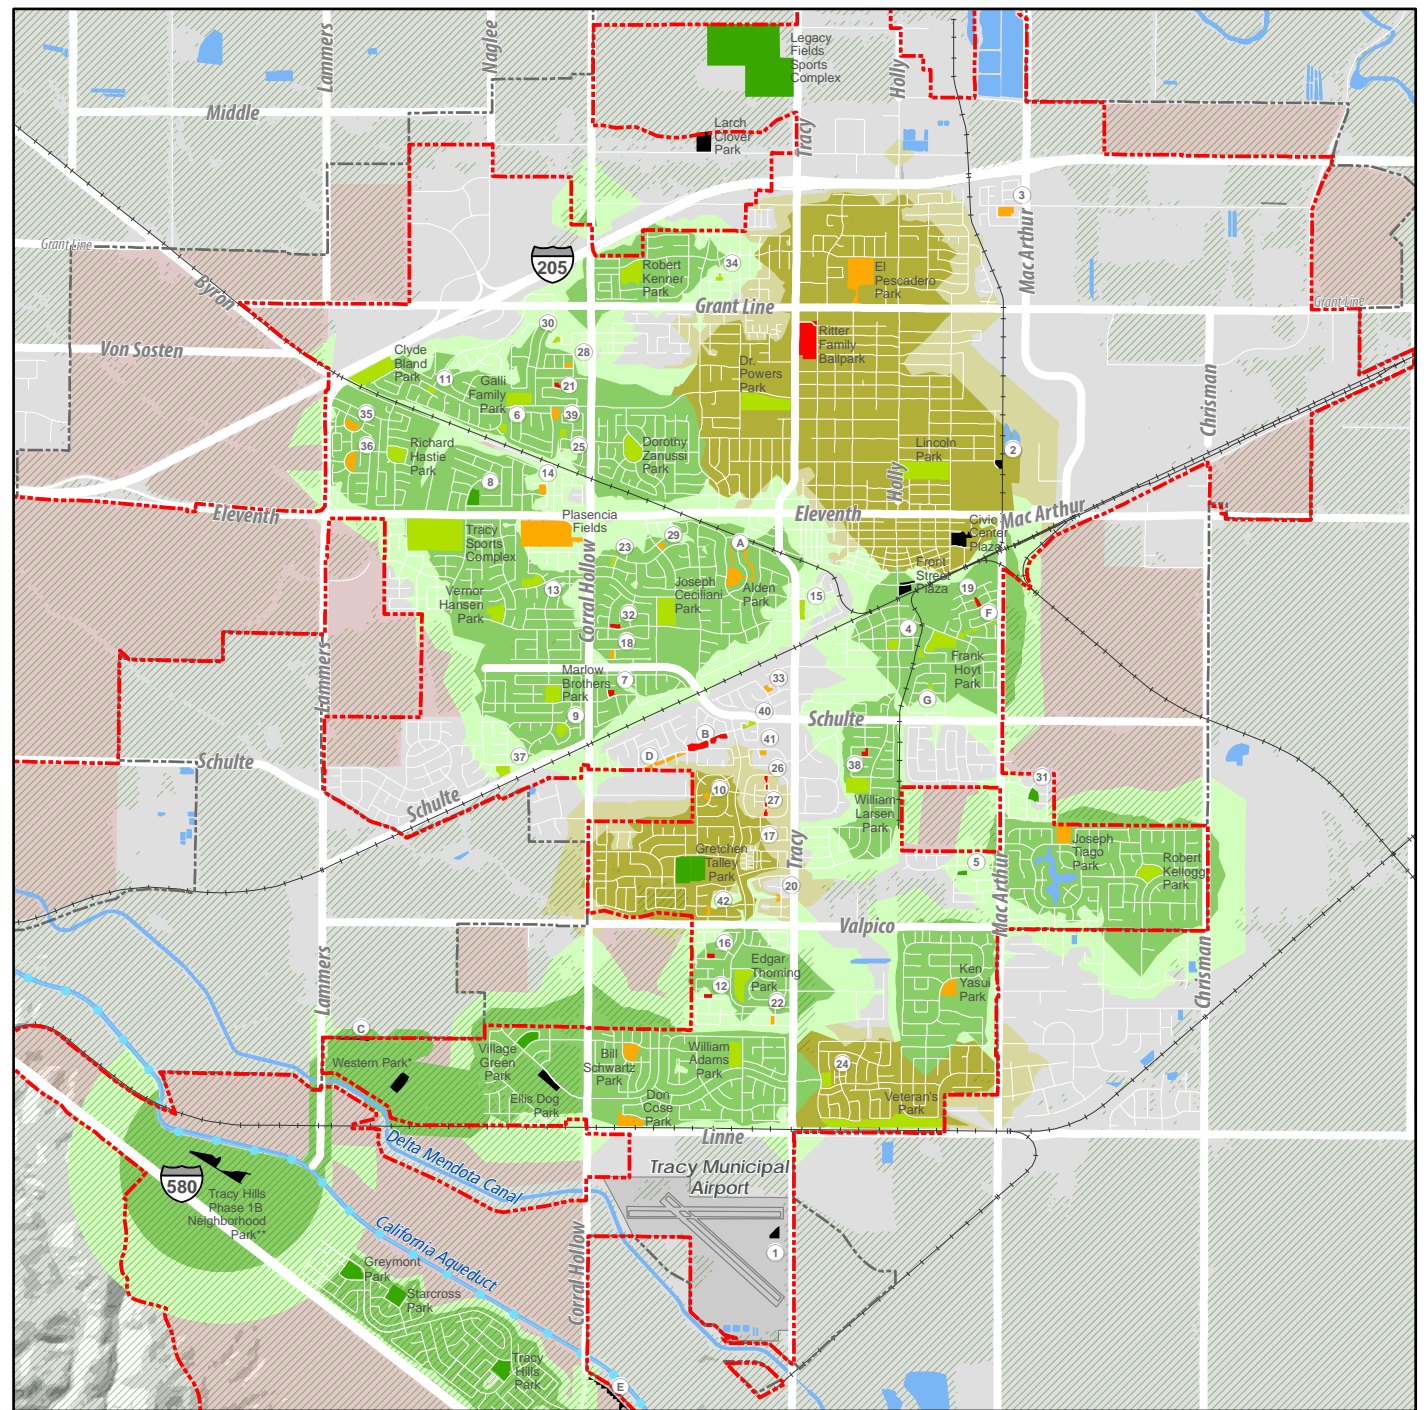 Lammers
Naglee
Legacy
Fields
Sports
Complex
Holly
Middle
Tracy
Larch
Clover
Park
3
Mac Arthur
Grant Line
205
34
Robert
Kenner
Park
El
Pescadero
Park
Byron
Grant Line
Grant Line
30
Ritter
Family
Ballpark
Von Sosten
28
Clyde
Bland
Park
11
Galli
Family
Park
21
Dr.
Powers
Park
Chrisman
35
6
39
36
Richard
Hastie
Park
25
Dorothy
Zanussi
Park
Lincoln
Park
2
14
8
Holly
Eleventh
Plasencia
Fields
Eleventh
Mac Arthur
Civic
Center
Plaza
Tracy
Sports
Complex
29
A
23
Corral Hollow
Front
Street
Plaza
Vernor
Hansen
Park
13
Joseph
Ceciliani
Park
Alden
Park
15
19
F
32
4
18
Frank
Hoyt
Park
Lammers
Marlow
Brothers
Park
7
33
G
9
40
Schulte
B
41
37
D
Schulte
26
38
31
10
27
William
Larsen
Park
Schulte
17
Tracy
Gretchen
Talley
Park
Joseph
Tiago
Park
5
Robert
Kellogg
Park
Mac Arthur
20
42
Valpico
16
Edgar
Thoming
Park
Ken
Yasui
Park
Chrisman
Lammers
12
22
C
Western Park*
Village
Green
Park
Bill
Schwartz
Park
William
Adams
Park
24
Ellis Dog
Park
Don
Cose
Park
Veteran's
Park
Linne
Delta Mendota Canal
Tracy Municipal
Airport
580
Tracy Hills
Phase 1B
Neighborhood
Park**
California Aqueduct
Corral Hollow
1
Greymont
Park
Starcross
Park
Tracy
Hills
Park
E